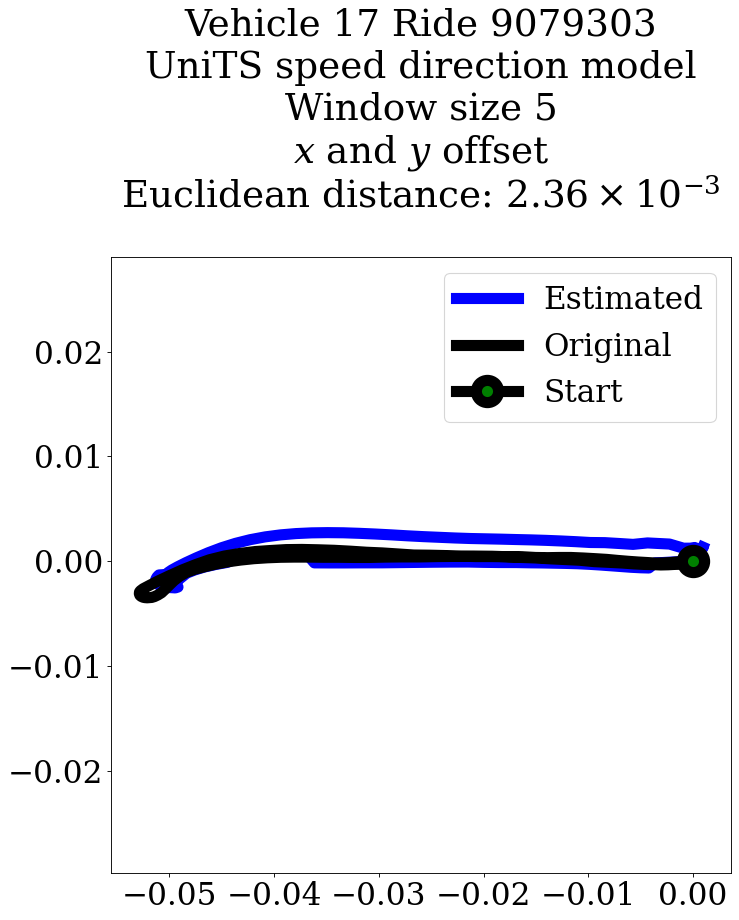 Vehicle 17 Ride 9079303
UniTS speed direction model
Window size 5
x and y offset
Euclidean distance: 2.36 × 10⁻³
Estimated
Original
Start
0.02
0.01
0.00
−0.01
−0.02
−0.05 −0.04 −0.03 −0.02 −0.01 0.00